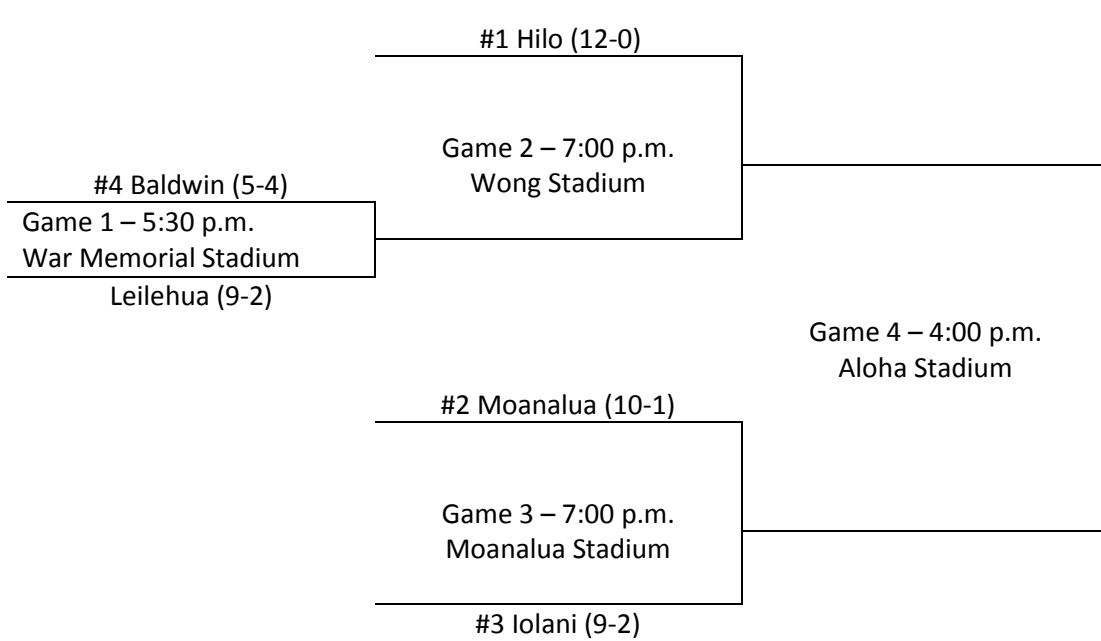 #1 Hilo (12-0)
Game 2 – 7:00 p.m.
Wong Stadium
#4 Baldwin (5-4)
Game 1 – 5:30 p.m.
War Memorial Stadium
Leilehua (9-2)
Game 4 – 4:00 p.m.
Aloha Stadium
#2 Moanalua (10-1)
Game 3 – 7:00 p.m.
Moanalua Stadium
#3 Iolani (9-2)